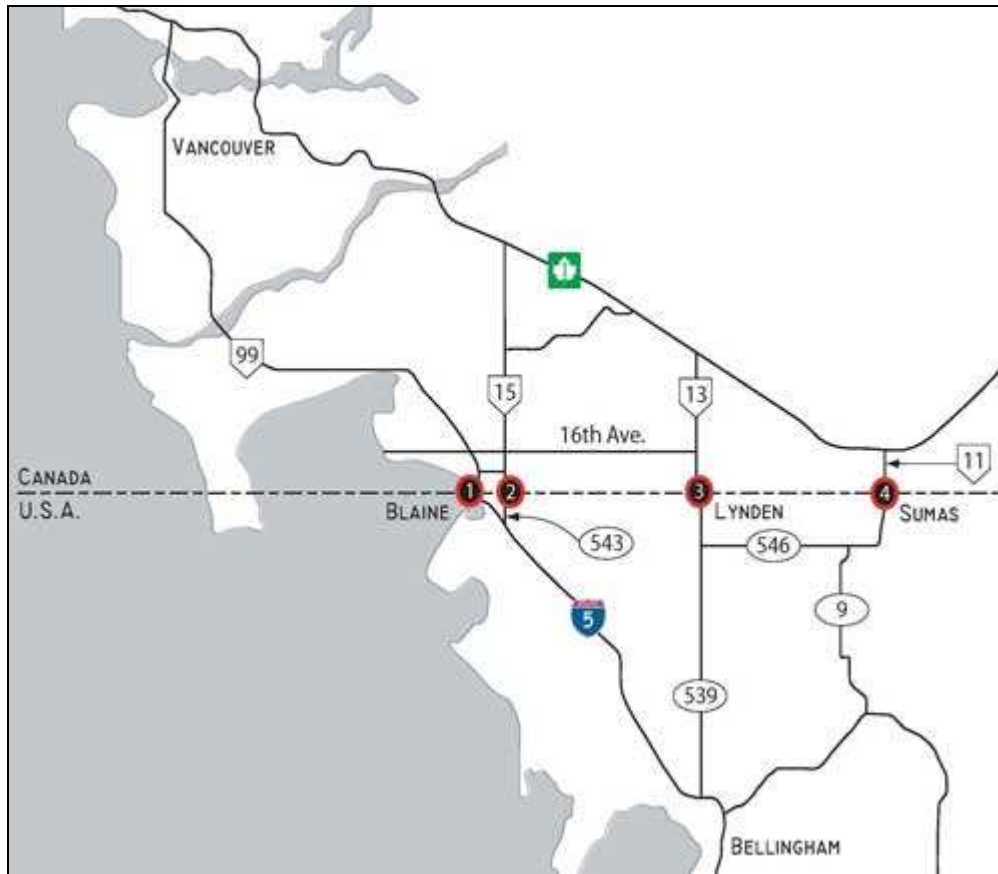 VANCOUVER
1
99
15
13
16th Ave.
11
CANADA
U.S.A.
1
2
3
4
BLAINE
LYNDEN
SUMAS
543
546
5
9
539
BELLINGHAM